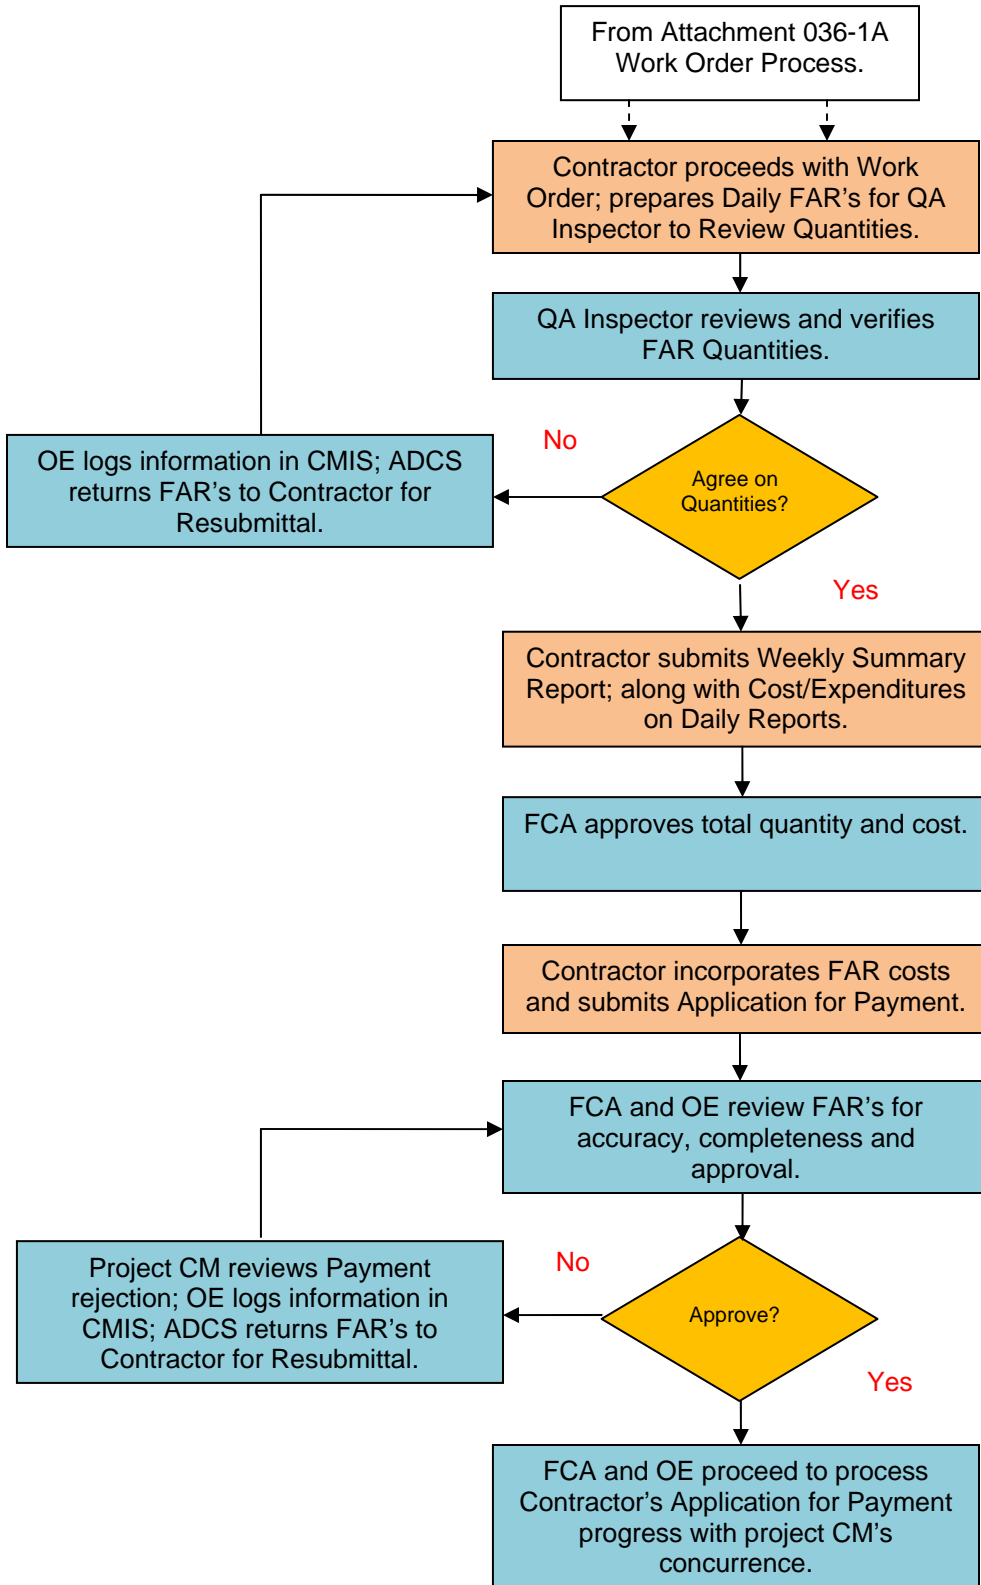 From Attachment 036-1A
Work Order Process.
Contractor proceeds with Work
Order; prepares Daily FAR's for QA
Inspector to Review Quantities.
QA Inspector reviews and verifies
FAR Quantities.
No
Agree on
Quantities?
OE logs information in CMIS; ADCS
returns FAR's to Contractor for
Resubmittal.
Yes
Contractor submits Weekly Summary
Report; along with Cost/Expenditures
on Daily Reports.
FCA approves total quantity and cost.
Contractor incorporates FAR costs
and submits Application for Payment.
FCA and OE review FAR's for
accuracy, completeness and
approval.
No
Approve?
Project CM reviews Payment
rejection; OE logs information in
CMIS; ADCS returns FAR's to
Contractor for Resubmittal.
Yes
FCA and OE proceed to process
Contractor's Application for Payment
progress with project CM's
concurrence.